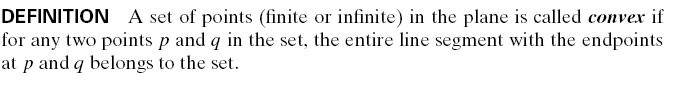 DEFINITION A set of points (finite or infinite) in the plane is called convex if
for any two points p and q in the set, the entire line segment with the endpoints
at p and q belongs to the set.